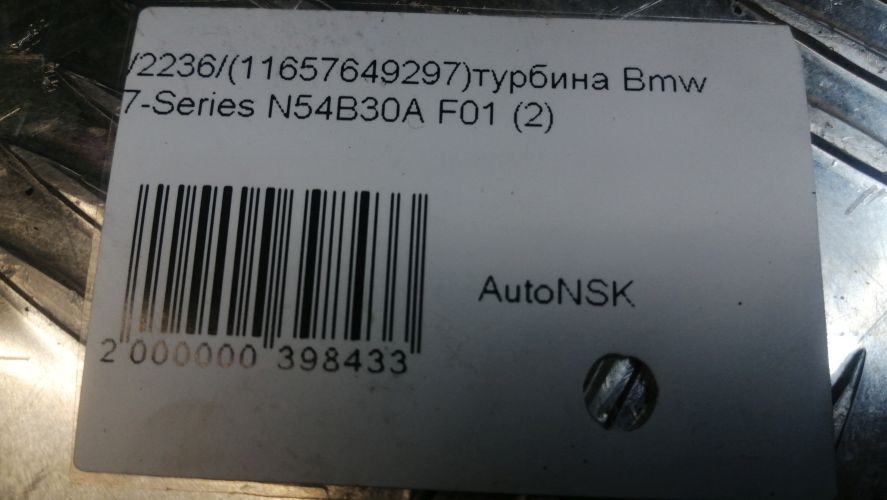 /2236/(11657649297)турбина Bmw
7-Series N54B30A F01 (2)
AutoNSK
2 000000 398433